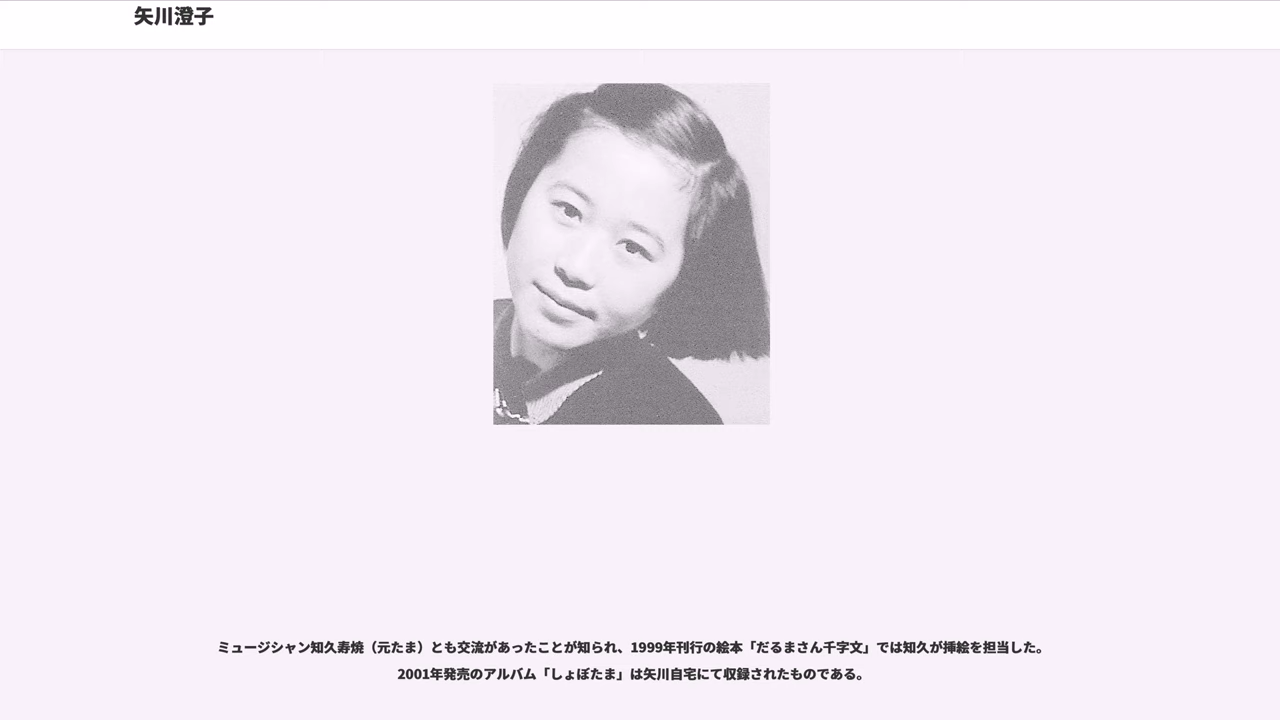 矢川澄子
ミュージシャン知久寿焼（元たま）とも交流があったことが知られ、1999年刊行の絵本「だるまさん千字文」では知久が挿絵を担当した。
2001年発売のアルバム「しょぼたま」は矢川自宅にて収録されたものである。